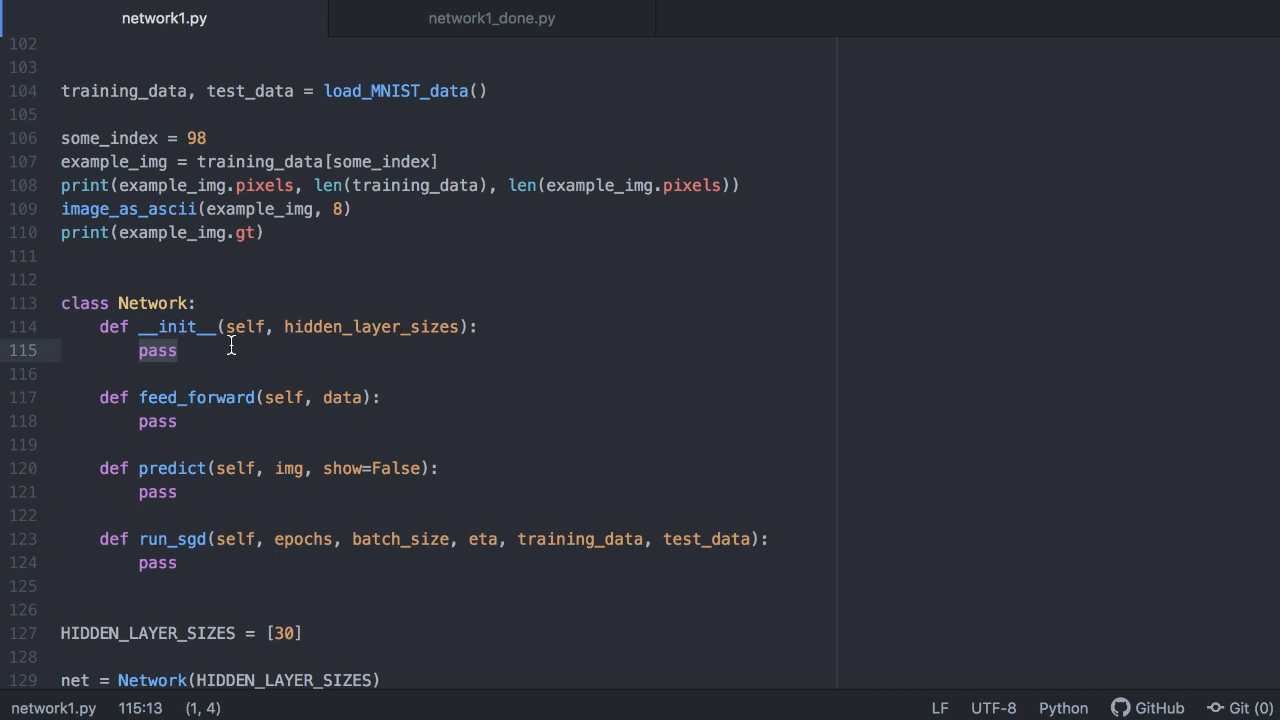 network1.py network1_done.py
102
103
104 training_data, test_data = load_MNIST_data()
105
106 some_index = 98
107 example_img = training_data[some_index]
108 print(example_img.pixels, len(training_data), len(example_img.pixels))
109 image_as_ascii(example_img, 8)
110 print(example_img.gt)
111
112
113 class Network:
114     def __init__(self, hidden_layer_sizes):
115         pass
116
117     def feed_forward(self, data):
118         pass
119
120     def predict(self, img, show=False):
121         pass
122
123     def run_sgd(self, epochs, batch_size, eta, training_data, test_data):
124         pass
125
126
127 HIDDEN_LAYER_SIZES = [30]
128
129 net = Network(HIDDEN_LAYER_SIZES)
network1.py 115:13 (1, 4) LF UTF-8 Python GitHub Git (0)